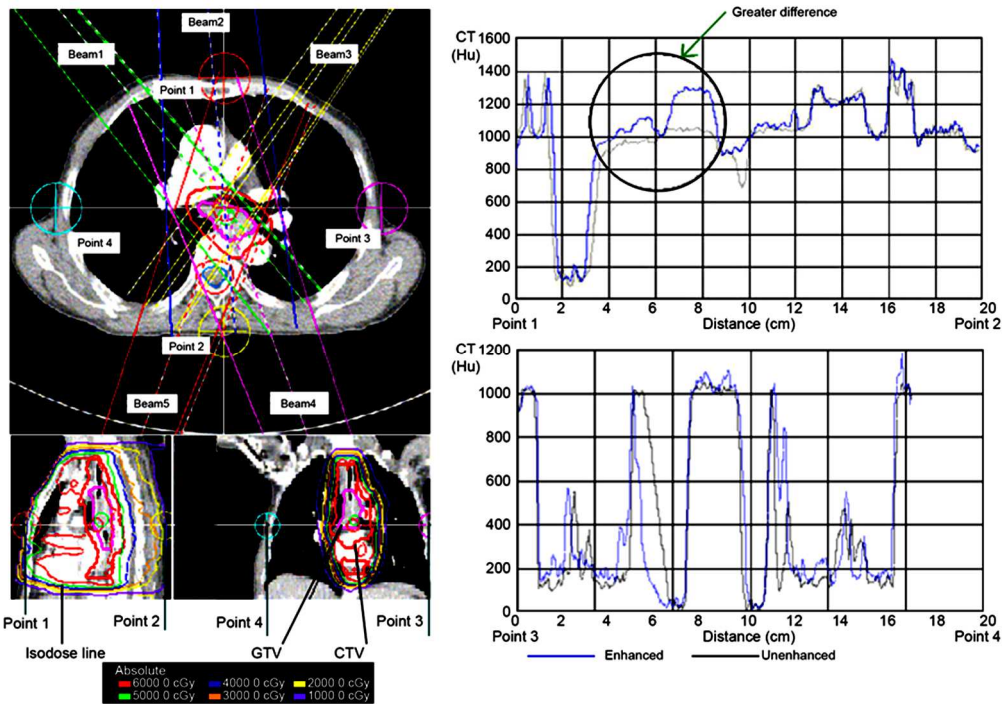 Beam2
Beam1
Beam3
Point 1
Point 4
Point 3
Point 2
Beam5
Beam4
Point 1
Point 2
Point 4
Point 3
Isodose line
GTV
CTV
Absolute
6000 0 cGy
4000 0 cGy
2000 0 cGy
5000 0 cGy
3000 0 cGy
1000 0 cGy
Greater difference
CT
(Hu)
1600
1400
1200
1000
800
600
400
200
0
0 2 4 6 8 10 12 14 16 18 20
Point 1
Distance (cm)
Point 2
CT
(Hu)
1200
1000
800
600
400
200
0
0 2 4 6 8 10 12 14 16 18 20
Point 3
Distance (cm)
Point 4
Enhanced
Unenhanced